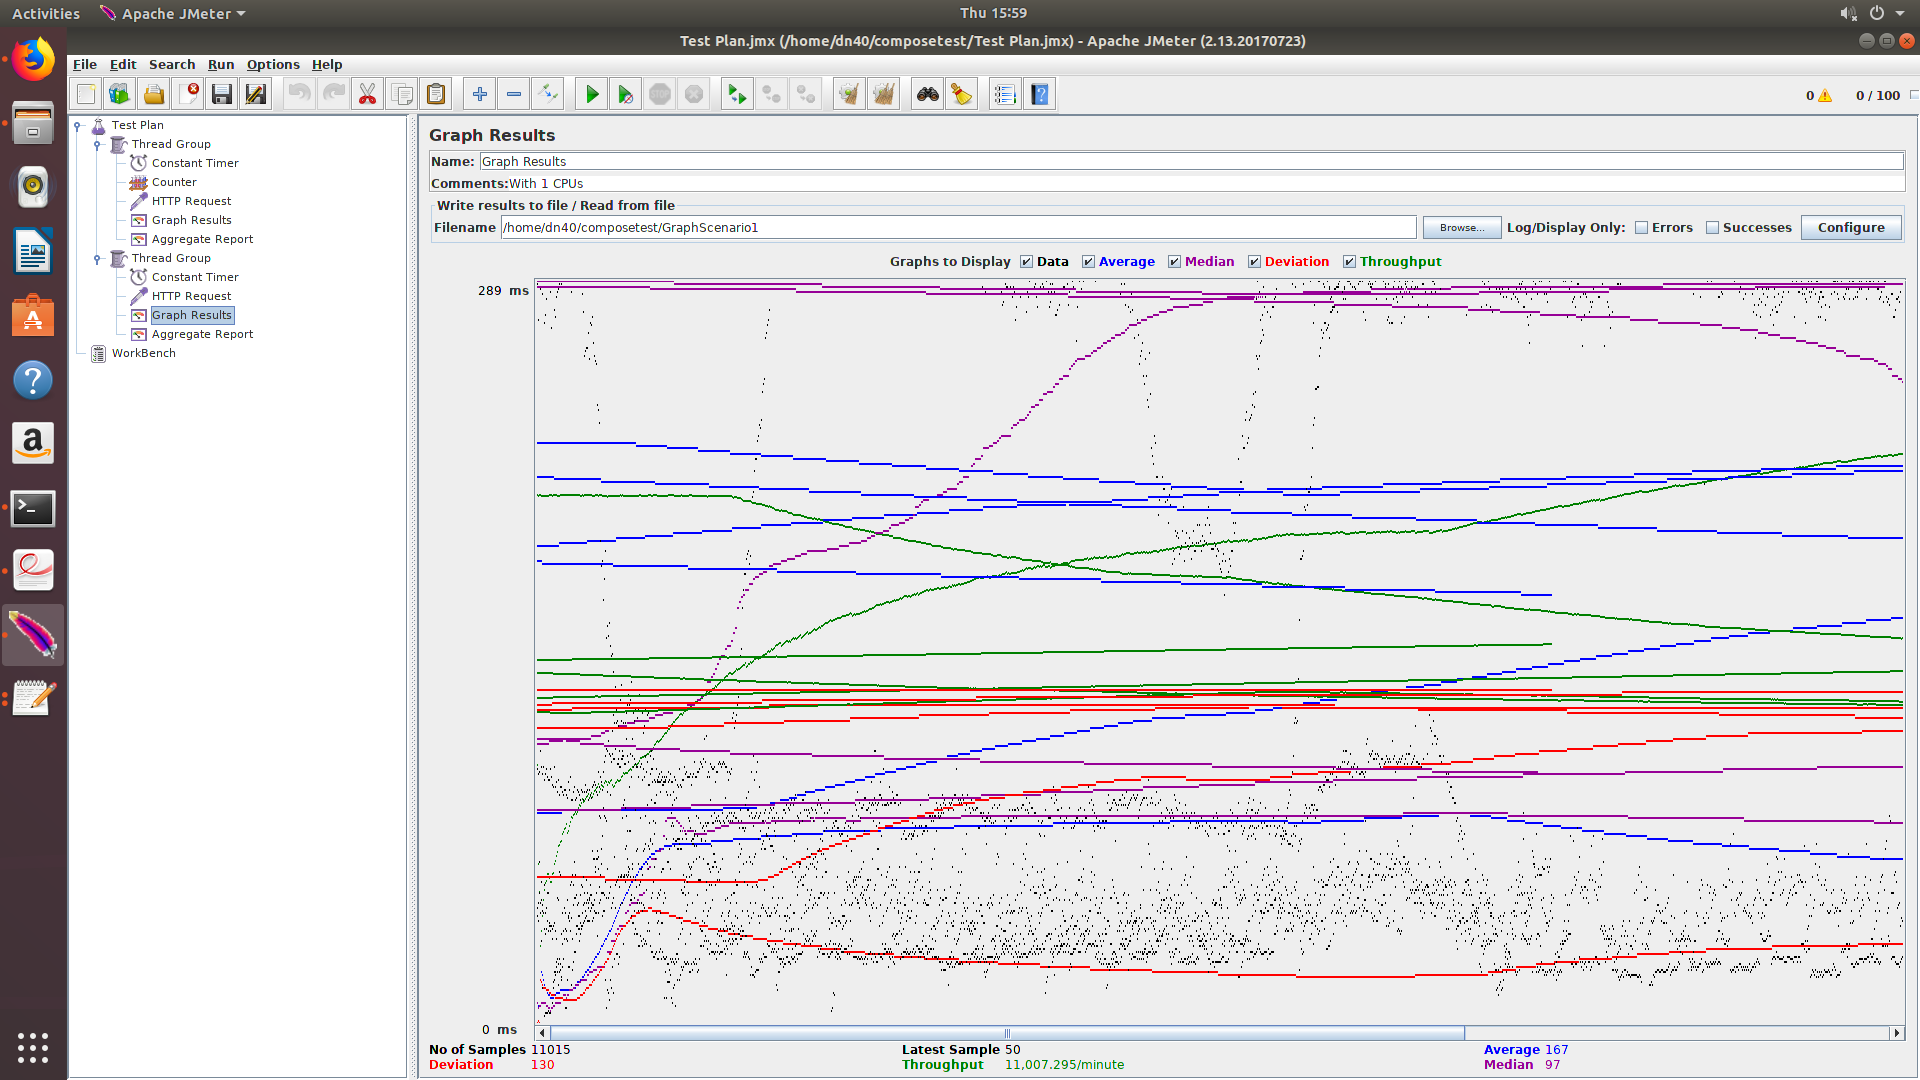 Activities Apache JMeter Thu 15:59
Test Plan.jmx (/home/dn40/composetest/Test Plan.jmx) - Apache JMeter (2.13.20170723)
File Edit Search Run Options Help
0 0 / 100
Test Plan
Thread Group
Constant Timer
Counter
HTTP Request
Graph Results
Aggregate Report
Thread Group
Constant Timer
HTTP Request
Graph Results
Aggregate Report
WorkBench
Graph Results
Name: Graph Results
Comments: With 1 CPUs
Write results to file / Read from file
Filename /home/dn40/composetest/GraphScenario1 Browse... Log/Display Only: Errors Successes Configure
Graphs to Display Data Average Median Deviation Throughput
289 ms
0 ms
No of Samples 11015 Latest Sample 50 Average 167
Deviation 130 Throughput 11,007.295/minute Median 97